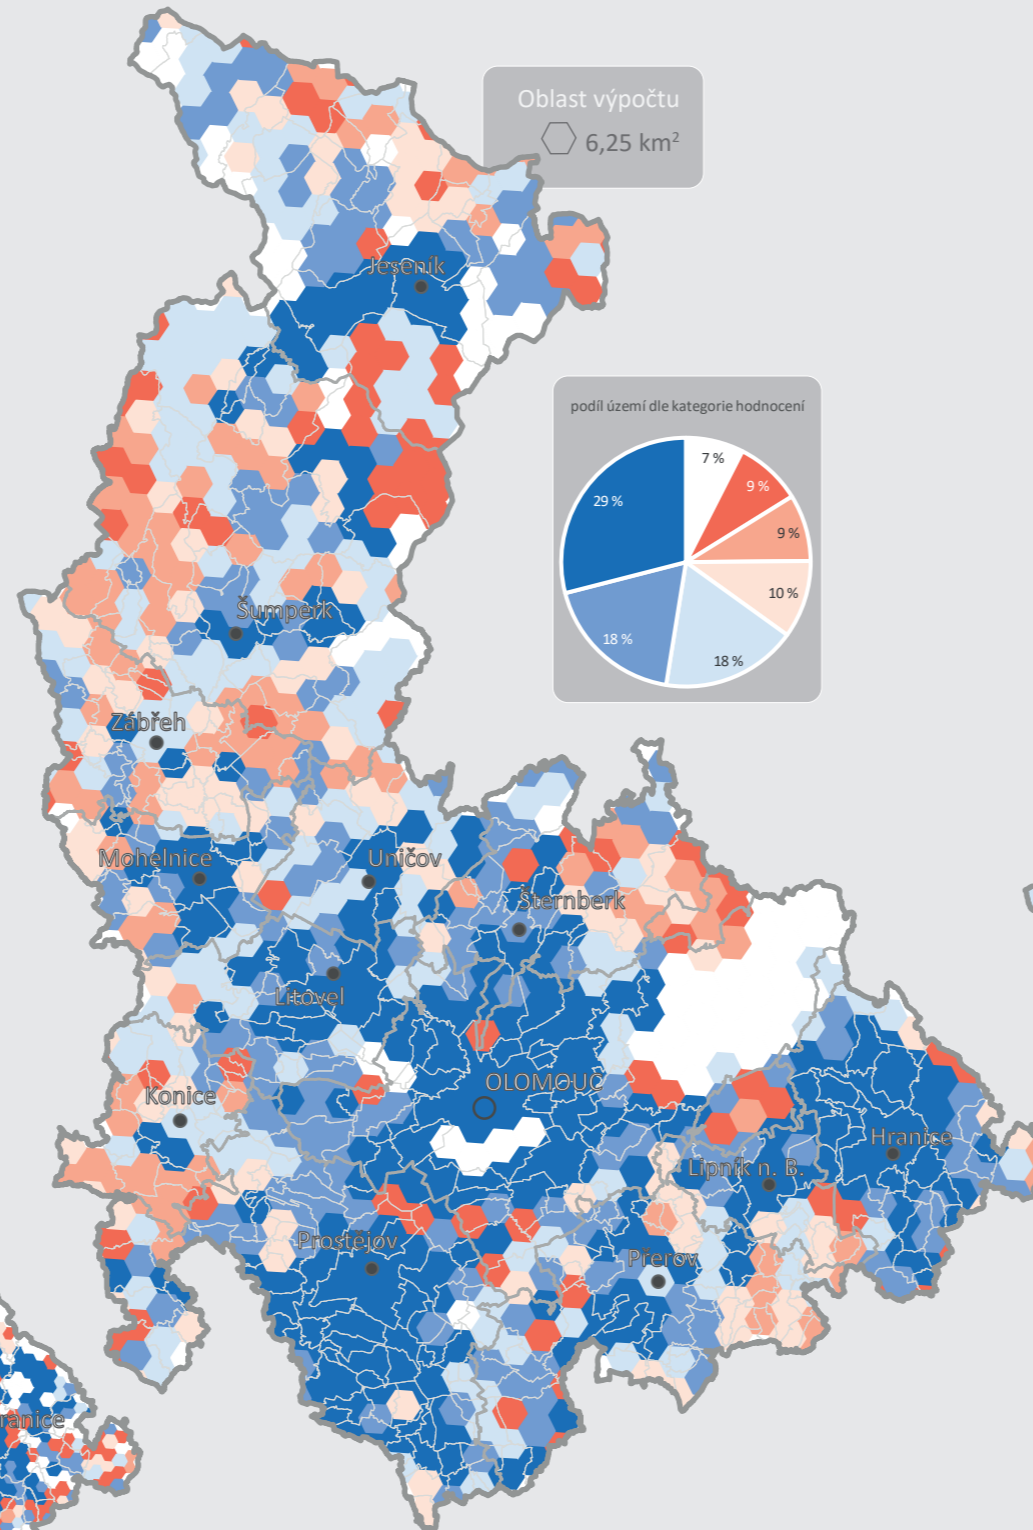 Oblast výpočtu
6,25 km²
Jeseník
podíl území dle kategorie hodnocení
7 %
9 %
29 %
9 %
10 %
18 %
18 %
Šumperk
Zábřeh
Mohelnice
Uničov
Šternberk
Litovel
OLOMOUC
Konice
Hranice
Lipník n. B.
Prostějov
Přerov
ranice